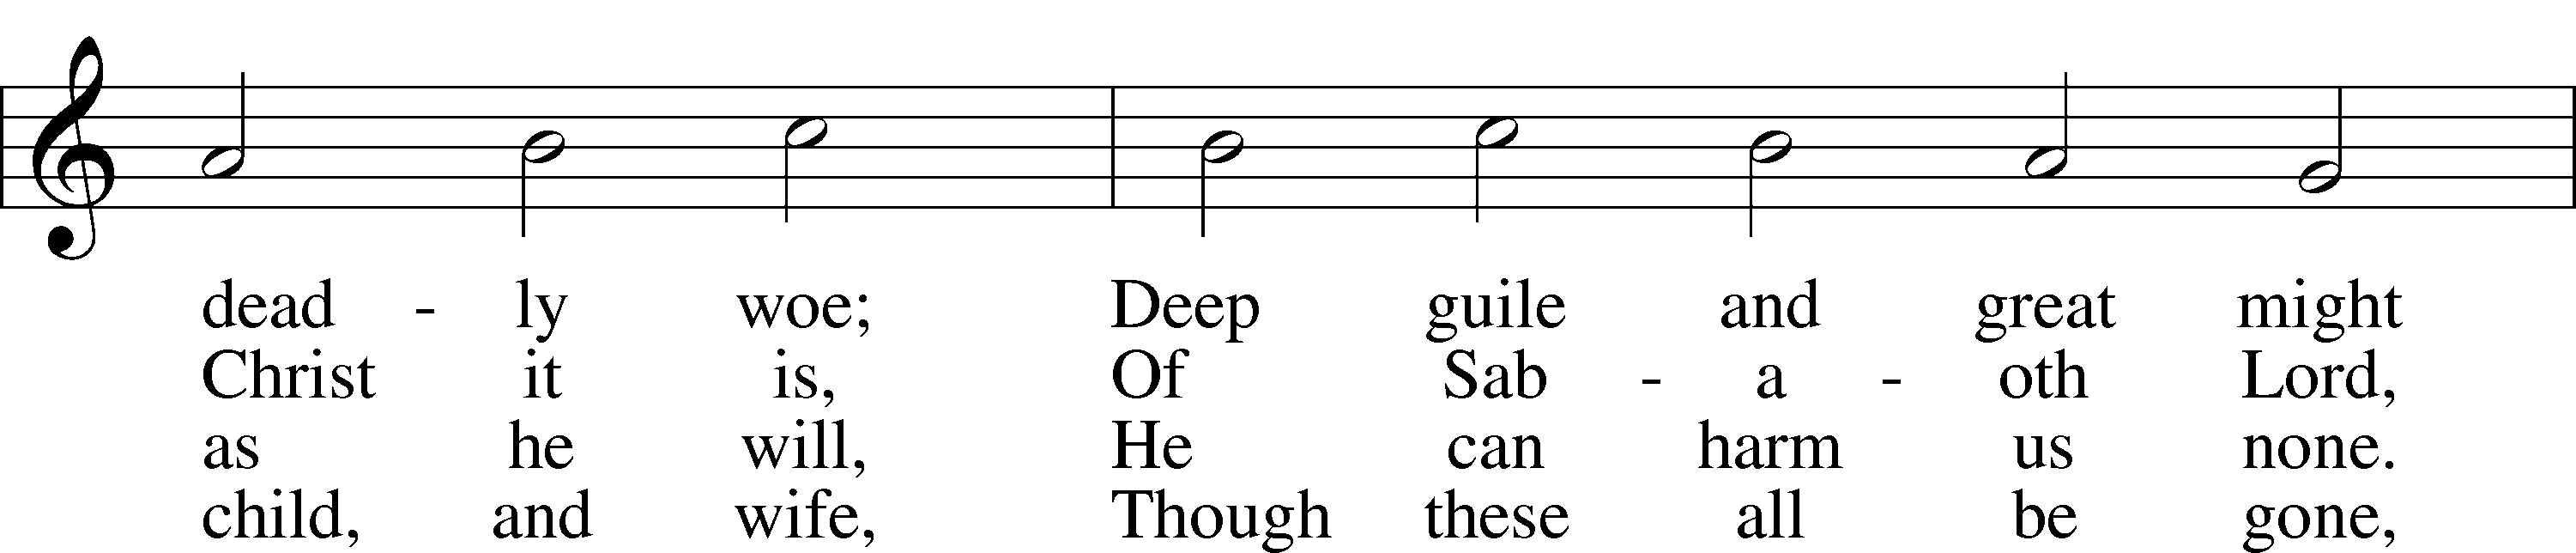 dead - ly woe; Deep guile and great might
Christ it is, Of Sab - a - oth Lord,
as he will, He can harm us none.
child, and wife, Though these all be gone,